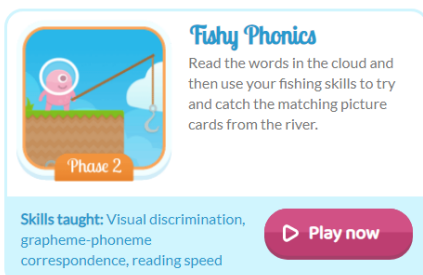 Fishy Phonics
Read the words in the cloud and
then use your fishing skills to try
and catch the matching picture
cards from the river.
Phase 2
Skills taught: Visual discrimination,
grapheme-phoneme
correspondence, reading speed
Play now